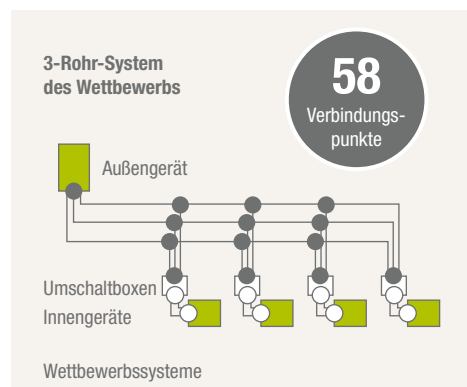 3-Rohr-System
des Wettbewerbs
58
Verbindungs-
punkte
Außengerät
Umschaltboxen
Innengeräte
Wettbewerbssysteme